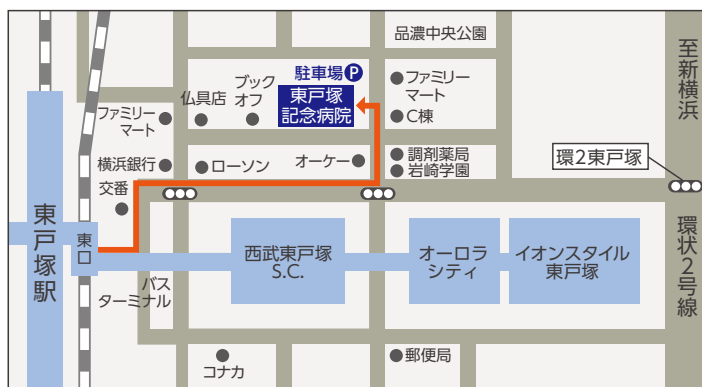 品濃中央公園
至新横浜
駐車場P
ブック
オフ
仏具店
東戸塚
記念病院
ファミリー
マート
C棟
ファミリー
マート
横浜銀行
ローソン
オーケー
調剤薬局
岩崎学園
環2東戸塚
交番
東戸塚駅
東口
西武東戸塚
S.C.
オーロラ
シティ
イオンスタイル
東戸塚
環状2号線
バス
ターミナル
コナカ
郵便局